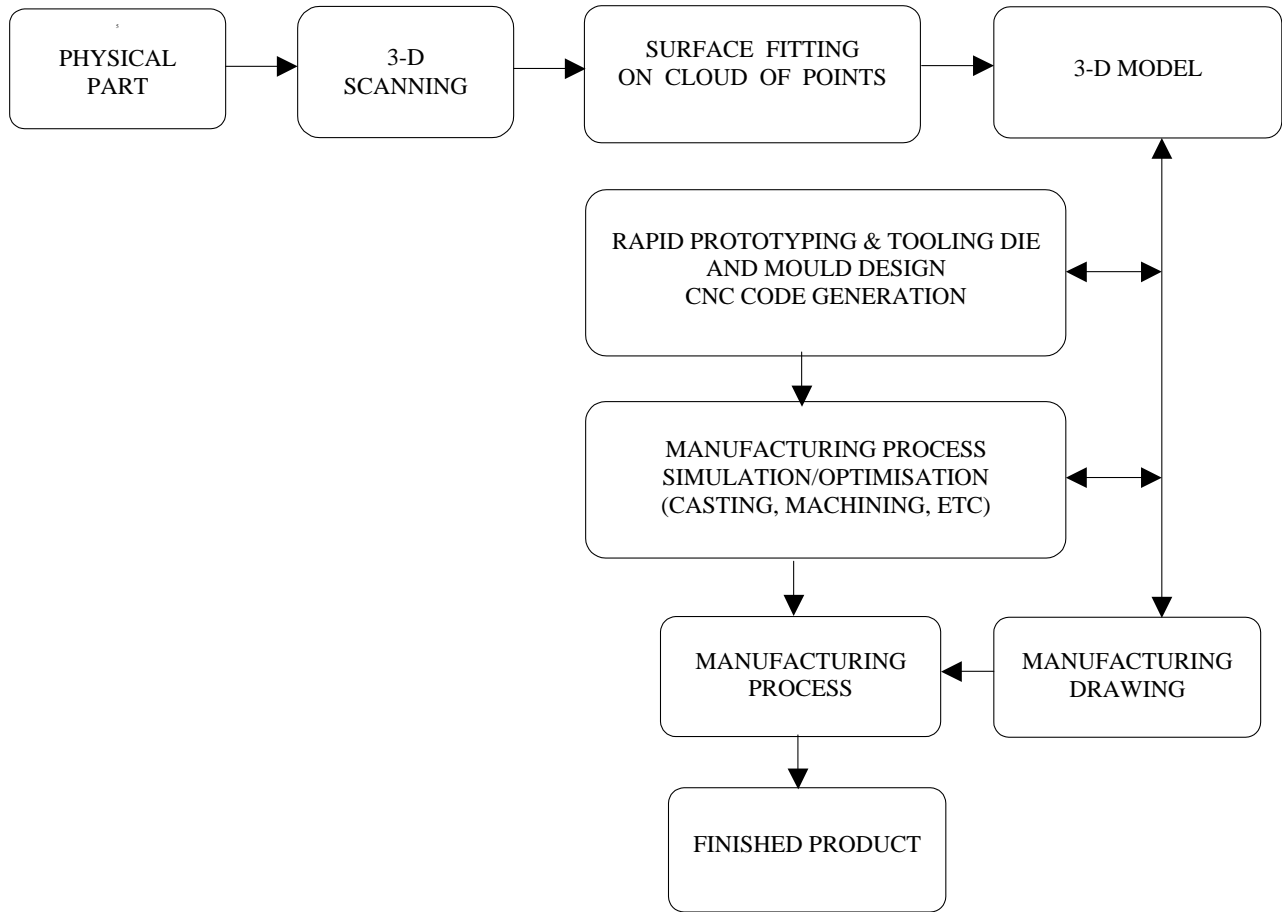 s
PHYSICAL
PART
3-D
SCANNING
SURFACE FITTING
ON CLOUD OF POINTS
3-D MODEL
RAPID PROTOTYPING & TOOLING DIE
AND MOULD DESIGN
CNC CODE GENERATION
MANUFACTURING PROCESS
SIMULATION/OPTIMISATION
(CASTING, MACHINING, ETC)
MANUFACTURING
PROCESS
MANUFACTURING
DRAWING
FINISHED PRODUCT